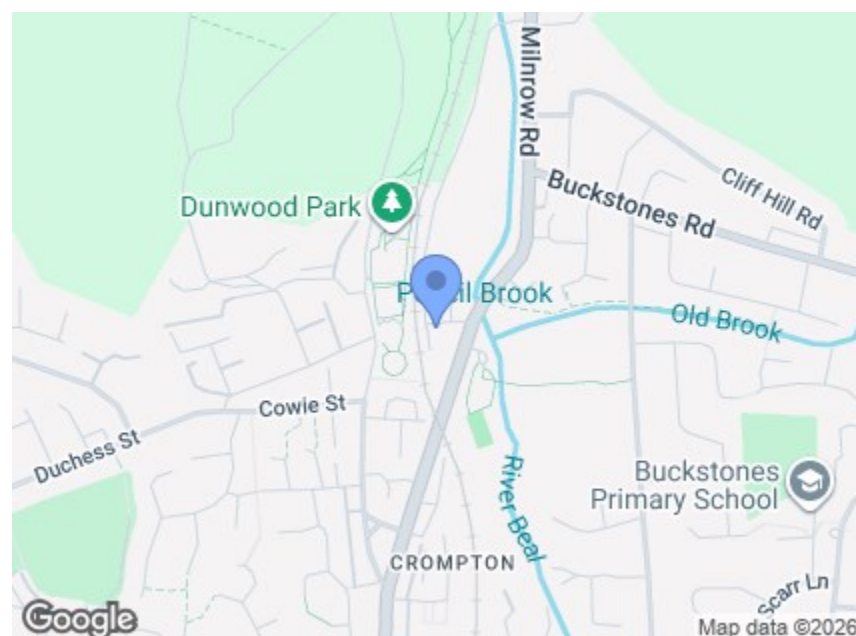 Milnrow Rd
Cliff Hill Rd
Buckstones Rd
Dunwood Park
Brook
Old Brook
Cowie St
Duchess St
Buckstones
Primary School
River Beal
CROMPTON
Scarr Ln
Google
Map data ©2026